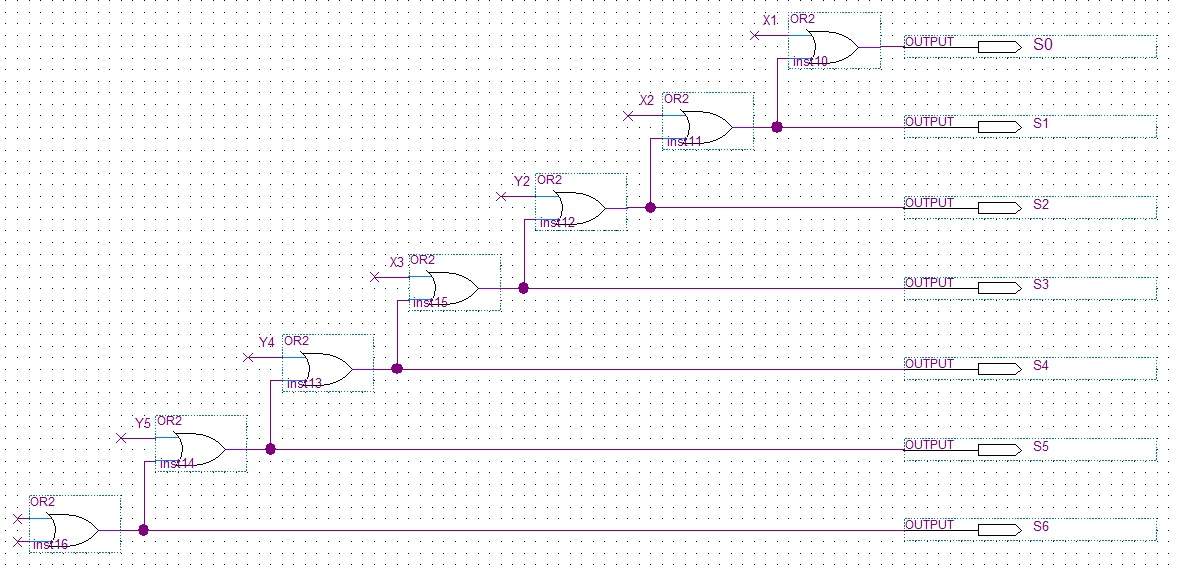 X1 OR2 OUTPUT S0
inst10
X2 OR2 OUTPUT S1
inst11
Y2 OR2 OUTPUT S2
inst12
X3 OR2 OUTPUT S3
inst15
Y4 OR2 OUTPUT S4
inst13
Y5 OR2 OUTPUT S5
inst14
OR2 OUTPUT S6
inst16